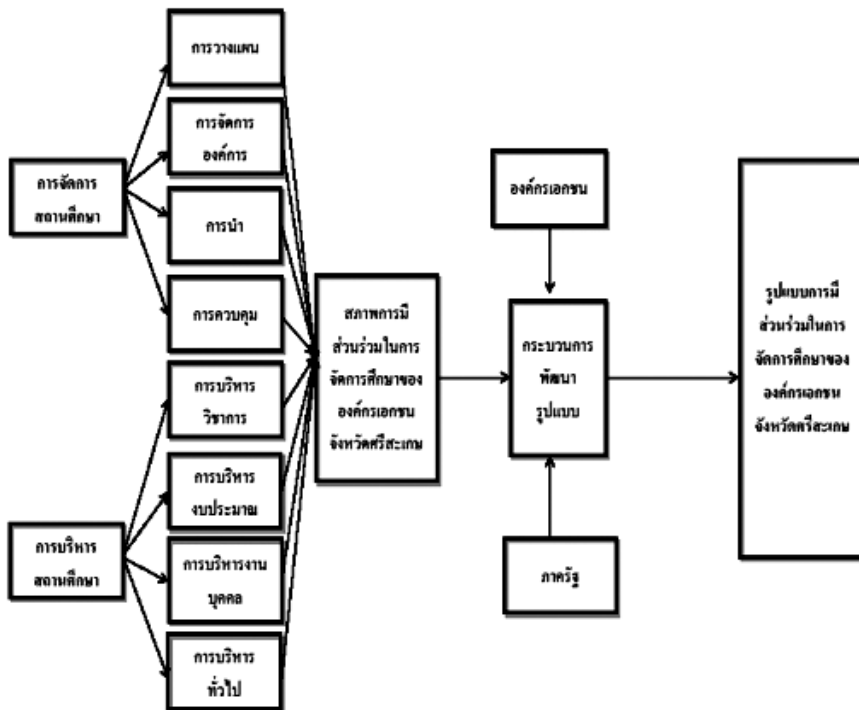 การวางแผน
การจัดการ
องค์การ
การจัดการ
สถานศึกษา
การนำ
การควบคุม
การบริหาร
วิชาการ
การบริหาร
งบประมาณ
การบริหาร
สถานศึกษา
การบริหารงาน
บุคคล
การบริหาร
ทั่วไป
สภาพการมี
ส่วนร่วมในการ
จัดการศึกษาของ
องค์กรเอกชน
จังหวัดศรีสะเกษ
องค์กรเอกชน
กระบวนการ
พัฒนา
รูปแบบ
ภาครัฐ
รูปแบบการมี
ส่วนร่วมในการ
จัดการศึกษาของ
องค์กรเอกชน
จังหวัดศรีสะเกษ